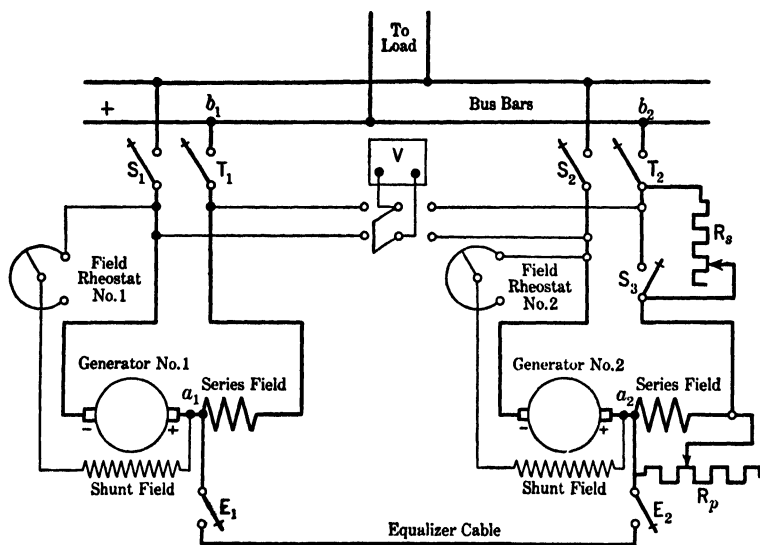 To
Load
+
b₁
Bus Bars
b₂
V
S₁
T₁
S₂
T₂
Rₛ
Field
Rheostat
No.1
Field
Rheostat
No.2
S₃
Generator No.1
a₁
Series Field
Generator No.2
a₂
Series Field
-
+
-
+
Shunt Field
Shunt Field
Rₚ
E₁
E₂
Equalizer Cable